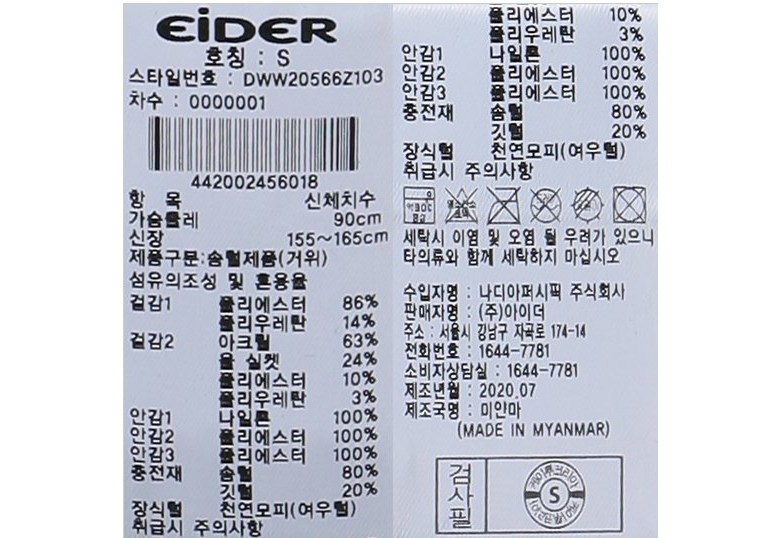 EiDER
호칭 : S
스타일번호 : DWW20566Z103
차수 : 0000001
442002456018
항 목 신체치수
가슴둘레 90cm
신장 155~165cm
제품구분:솜털제품(거위)
섬유의조성 및 혼용율
겉감1 폴리에스터 86%
폴리우레탄 14%
겉감2 아크릴 63%
울 실켓 24%
폴리에스터 10%
폴리우레탄 3%
안감1 나일론 100%
안감2 폴리에스터 100%
안감3 폴리에스터 100%
충전재 솜털 80%
깃털 20%
장식털 천연모피(여우털)
취급시 주의사항
폴리에스터 10%
폴리우레탄 3%
안감1 나일론 100%
안감2 폴리에스터 100%
안감3 폴리에스터 100%
충전재 솜털 80%
깃털 20%
장식털 천연모피(여우털)
취급시 주의사항
세탁시 이염 및 오염 될 우려가 있으니
타의류와 함께 세탁하지 마십시오
수입자명 : 나디아퍼시픽 주식회사
판매자명 : (주)아이더
주소 : 서울시 강남구 자곡로 174-14
전화번호 : 1644-7781
소비자상담실 : 1644-7781
제조년월 : 2020.07
제조국명 : 미얀마
(MADE IN MYANMAR)
검사필
S